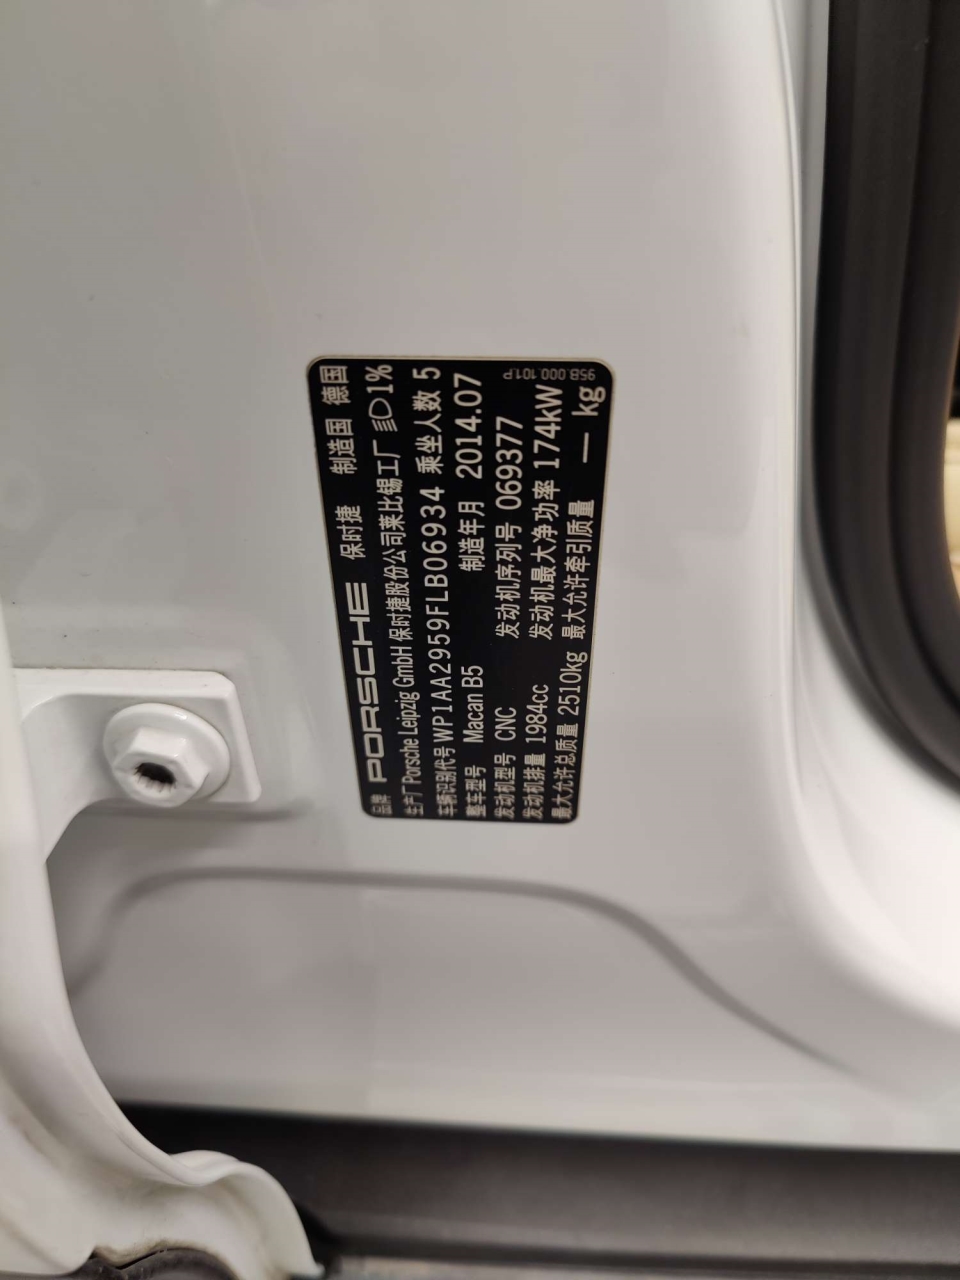 品牌 PORSCHE 保时捷 制造国 德国
生产厂 Porsche Leipzig GmbH 保时捷股份公司莱比锡工厂 1%
车辆识别代号 WP1AA2959FLB06934 乘坐人数 5
整车型号 Macan B5 制造年月 2014.07
发动机型号 CNC 发动机序列号 069377
发动机排量 1984cc 发动机最大净功率 174kW
最大允许总质量 2510kg 最大允许牵引质量 — kg
95B.000.101.P